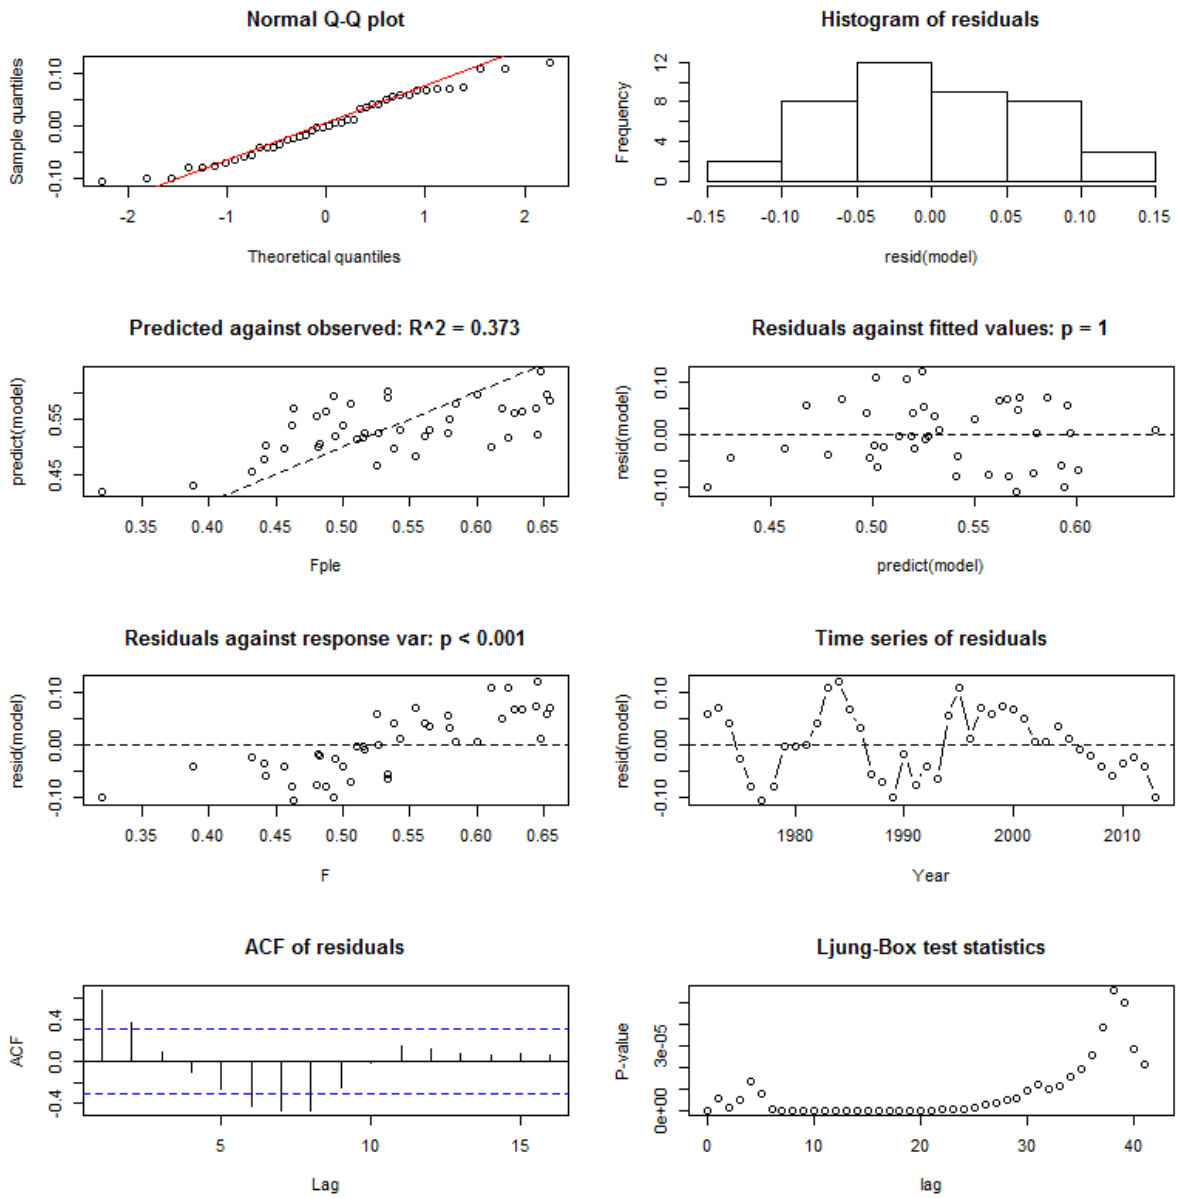 Normal Q-Q plot
Sample quantiles
-0.10 0.00 0.10
-2 -1 0 1 2
Theoretical quantiles
Histogram of residuals
Frequency
0 4 8 12
-0.15 -0.10 -0.05 0.00 0.05 0.10 0.15
resid(model)
Predicted against observed: R^2 = 0.373
predict(model)
0.45 0.55
0.35 0.40 0.45 0.50 0.55 0.60 0.65
Fple
Residuals against fitted values: p = 1
resid(model)
-0.10 0.00 0.10
0.45 0.50 0.55 0.60
predict(model)
Residuals against response var: p < 0.001
resid(model)
-0.10 0.00 0.10
0.35 0.40 0.45 0.50 0.55 0.60 0.65
F
Time series of residuals
resid(model)
-0.10 0.00 0.10
1980 1990 2000 2010
Year
ACF of residuals
ACF
-0.4 0.0 0.4
5 10 15
Lag
Ljung-Box test statistics
P-value
0e+00 3e-05
0 10 20 30 40
lag